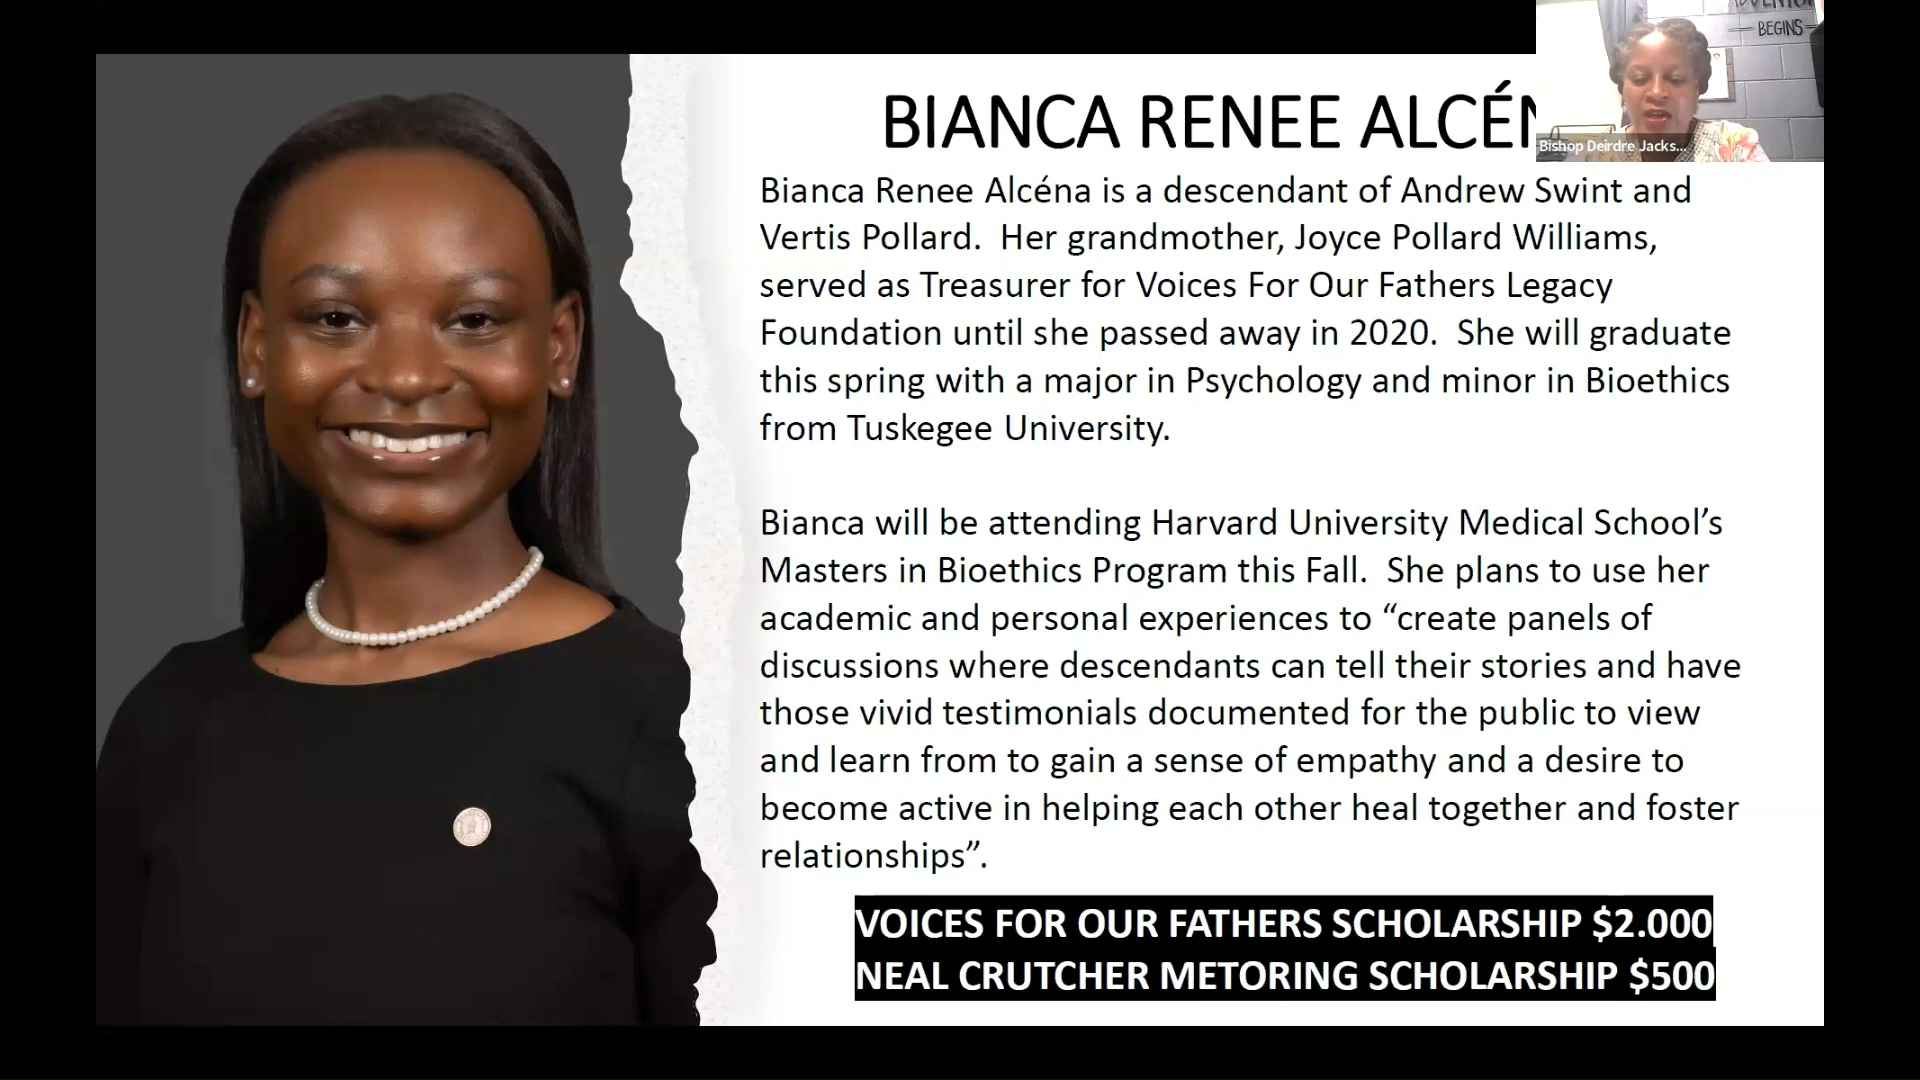 BEGINS
BIANCA RENEE ALCÉN
Bishop Deirdre Jacks...
Bianca Renee Alcéna is a descendant of Andrew Swint and
Vertis Pollard.  Her grandmother, Joyce Pollard Williams,
served as Treasurer for Voices For Our Fathers Legacy
Foundation until she passed away in 2020.  She will graduate
this spring with a major in Psychology and minor in Bioethics
from Tuskegee University.
Bianca will be attending Harvard University Medical School’s
Masters in Bioethics Program this Fall.  She plans to use her
academic and personal experiences to “create panels of
discussions where descendants can tell their stories and have
those vivid testimonials documented for the public to view
and learn from to gain a sense of empathy and a desire to
become active in helping each other heal together and foster
relationships”.
VOICES FOR OUR FATHERS SCHOLARSHIP $2.000
NEAL CRUTCHER METORING SCHOLARSHIP $500